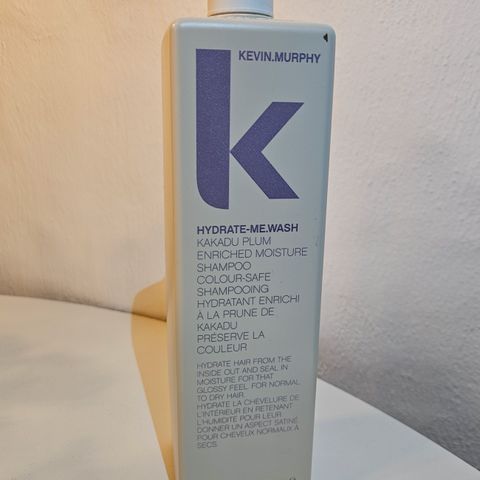 KEVIN.MURPHY
K
HYDRATE-ME.WASH
KAKADU PLUM
ENRICHED MOISTURE
SHAMPOO
COLOUR-SAFE
SHAMPOOING
HYDRATANT ENRICHI
À LA PRUNE DE
KAKADU
PRÉSERVE LA
COULEUR
HYDRATE HAIR FROM THE
INSIDE OUT AND SEAL IN
MOISTURE FOR THAT
GLOSSY FEEL. FOR NORMAL
TO DRY HAIR.
HYDRATE LA CHEVELURE DE
L'INTÉRIEUR EN RETENANT
L'HUMIDITÉ POUR LEUR
DONNER UN ASPECT SATINÉ.
POUR CHEVEUX NORMAUX À
SECS.